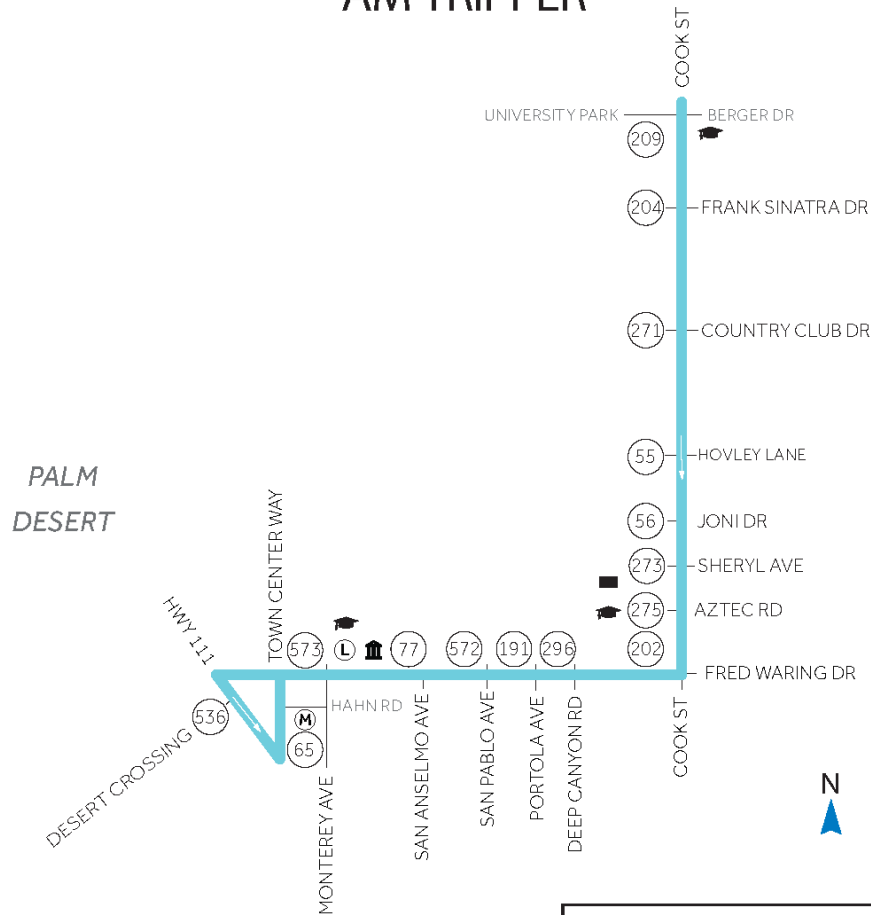 AM TRIPPER
COOK ST
UNIVERSITY PARK
BERGER DR
209
204
FRANK SINATRA DR
271
COUNTRY CLUB DR
55
HOVLEY LANE
PALM
DESERT
56
JONI DR
273
SHERYL AVE
275
AZTEC RD
HWY 111
TOWN CENTER WAY
573
L
77
572
191
296
202
FRED WARING DR
536
HAHN RD
M
65
DESERT CROSSING
MONTEREY AVE
SAN ANSELMO AVE
SAN PABLO AVE
PORTOLA AVE
DEEP CANYON RD
COOK ST
N